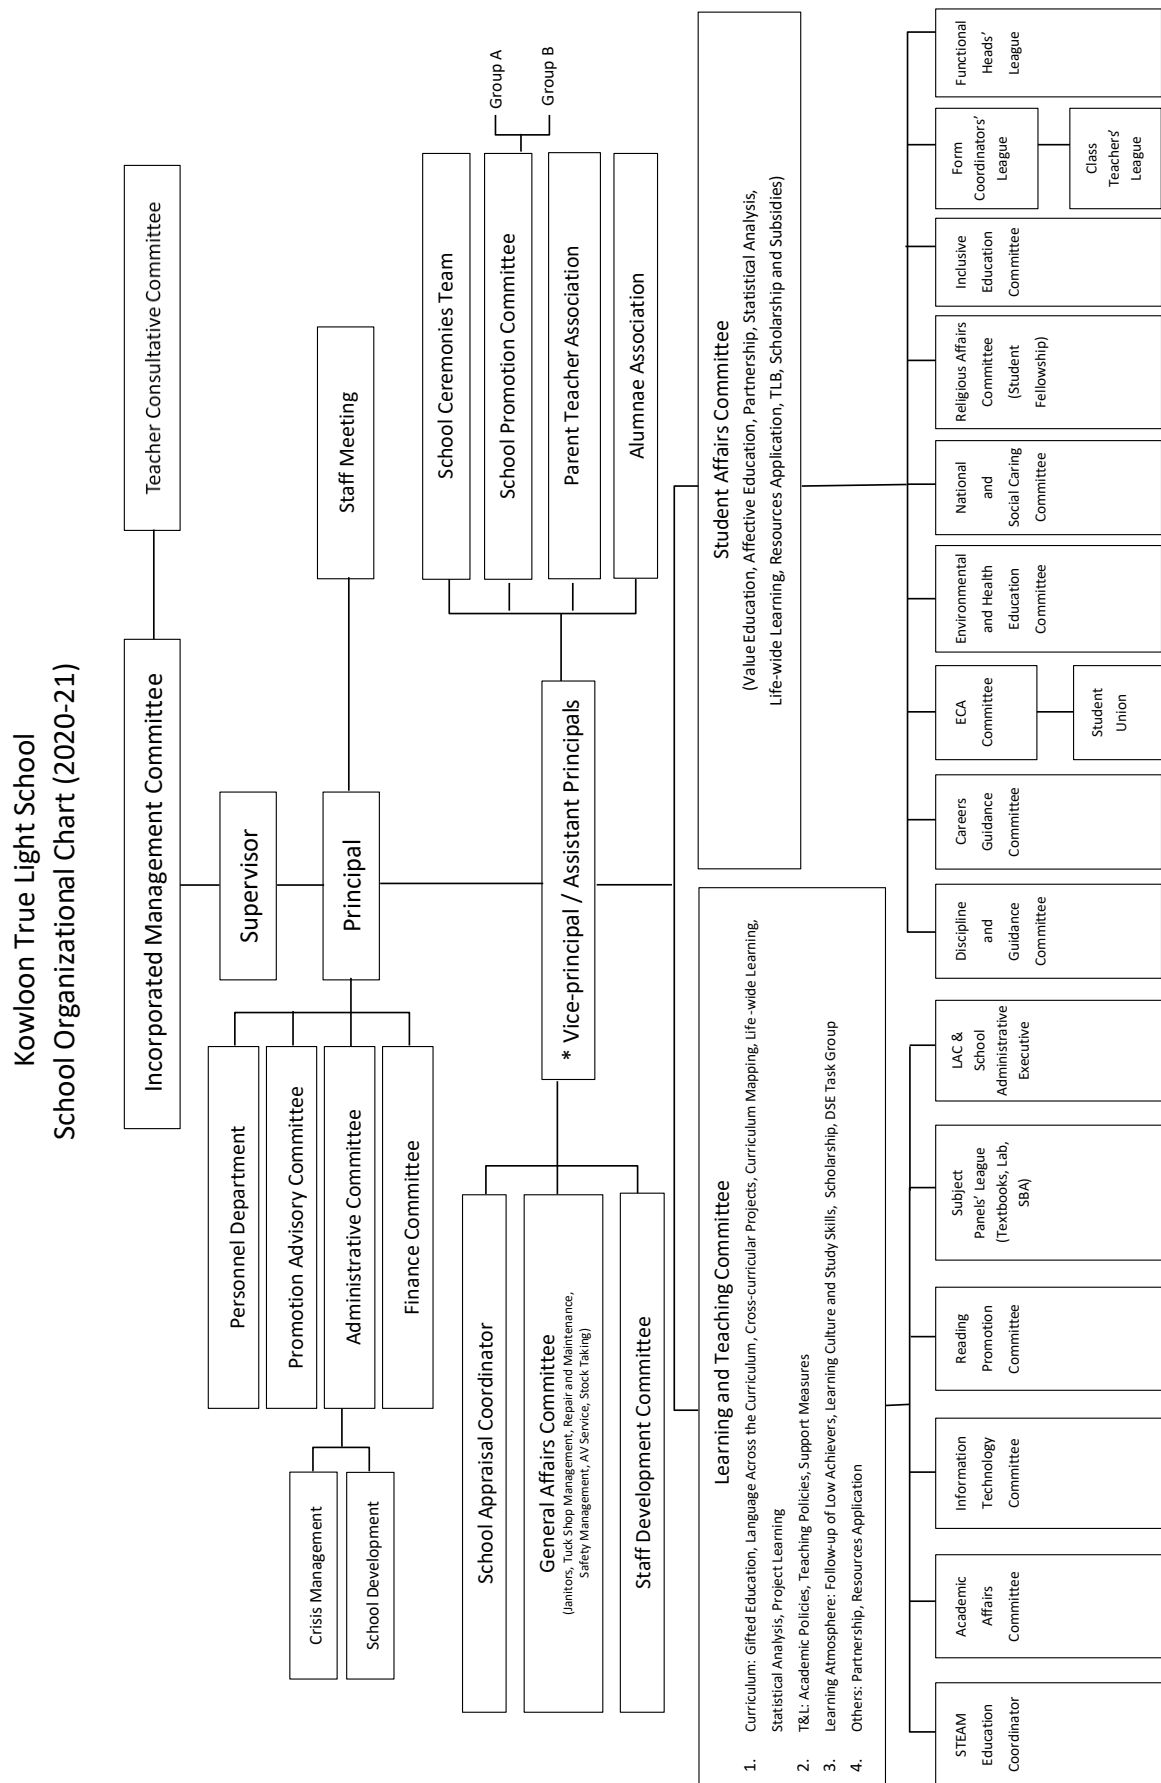 Kowloon True Light School
School Organizational Chart (2020-21)
Incorporated Management Committee
Teacher Consultative Committee
Supervisor
Principal
Staff Meeting
Personnel Department
Promotion Advisory Committee
Administrative Committee
Finance Committee
Crisis Management
School Development
* Vice-principal / Assistant Principals
School Ceremonies Team
School Promotion Committee
Parent Teacher Association
Alumnae Association
Group A
Group B
School Appraisal Coordinator
General Affairs Committee
(Janitors, Tuck Shop Management, Repair and Maintenance,
Safety Management, AV Service, Stock Taking)
Staff Development Committee
Learning and Teaching Committee
1. Curriculum: Gifted Education, Language Across the Curriculum, Cross-curricular Projects, Curriculum Mapping, Life-wide Learning,
Statistical Analysis, Project Learning
2. T&L: Academic Policies, Teaching Policies, Support Measures
3. Learning Atmosphere: Follow-up of Low Achievers, Learning Culture and Study Skills, Scholarship, DSE Task Group
4. Others: Partnership, Resources Application
Student Affairs Committee
(Value Education, Affective Education, Partnership, Statistical Analysis,
Life-wide Learning, Resources Application, TLB, Scholarship and Subsidies)
STEAM
Education
Coordinator
Academic
Affairs
Committee
Information
Technology
Committee
Reading
Promotion
Committee
Subject
Panels' League
(Textbooks, Lab,
SBA)
LAC &
School
Administrative
Executive
Discipline
and
Guidance
Committee
Careers
Guidance
Committee
ECA
Committee
Student
Union
Environmental
and Health
Education
Committee
National
and
Social Caring
Committee
Religious Affairs
Committee
(Student
Fellowship)
Inclusive
Education
Committee
Form
Coordinators'
League
Class
Teachers'
League
Functional
Heads'
League